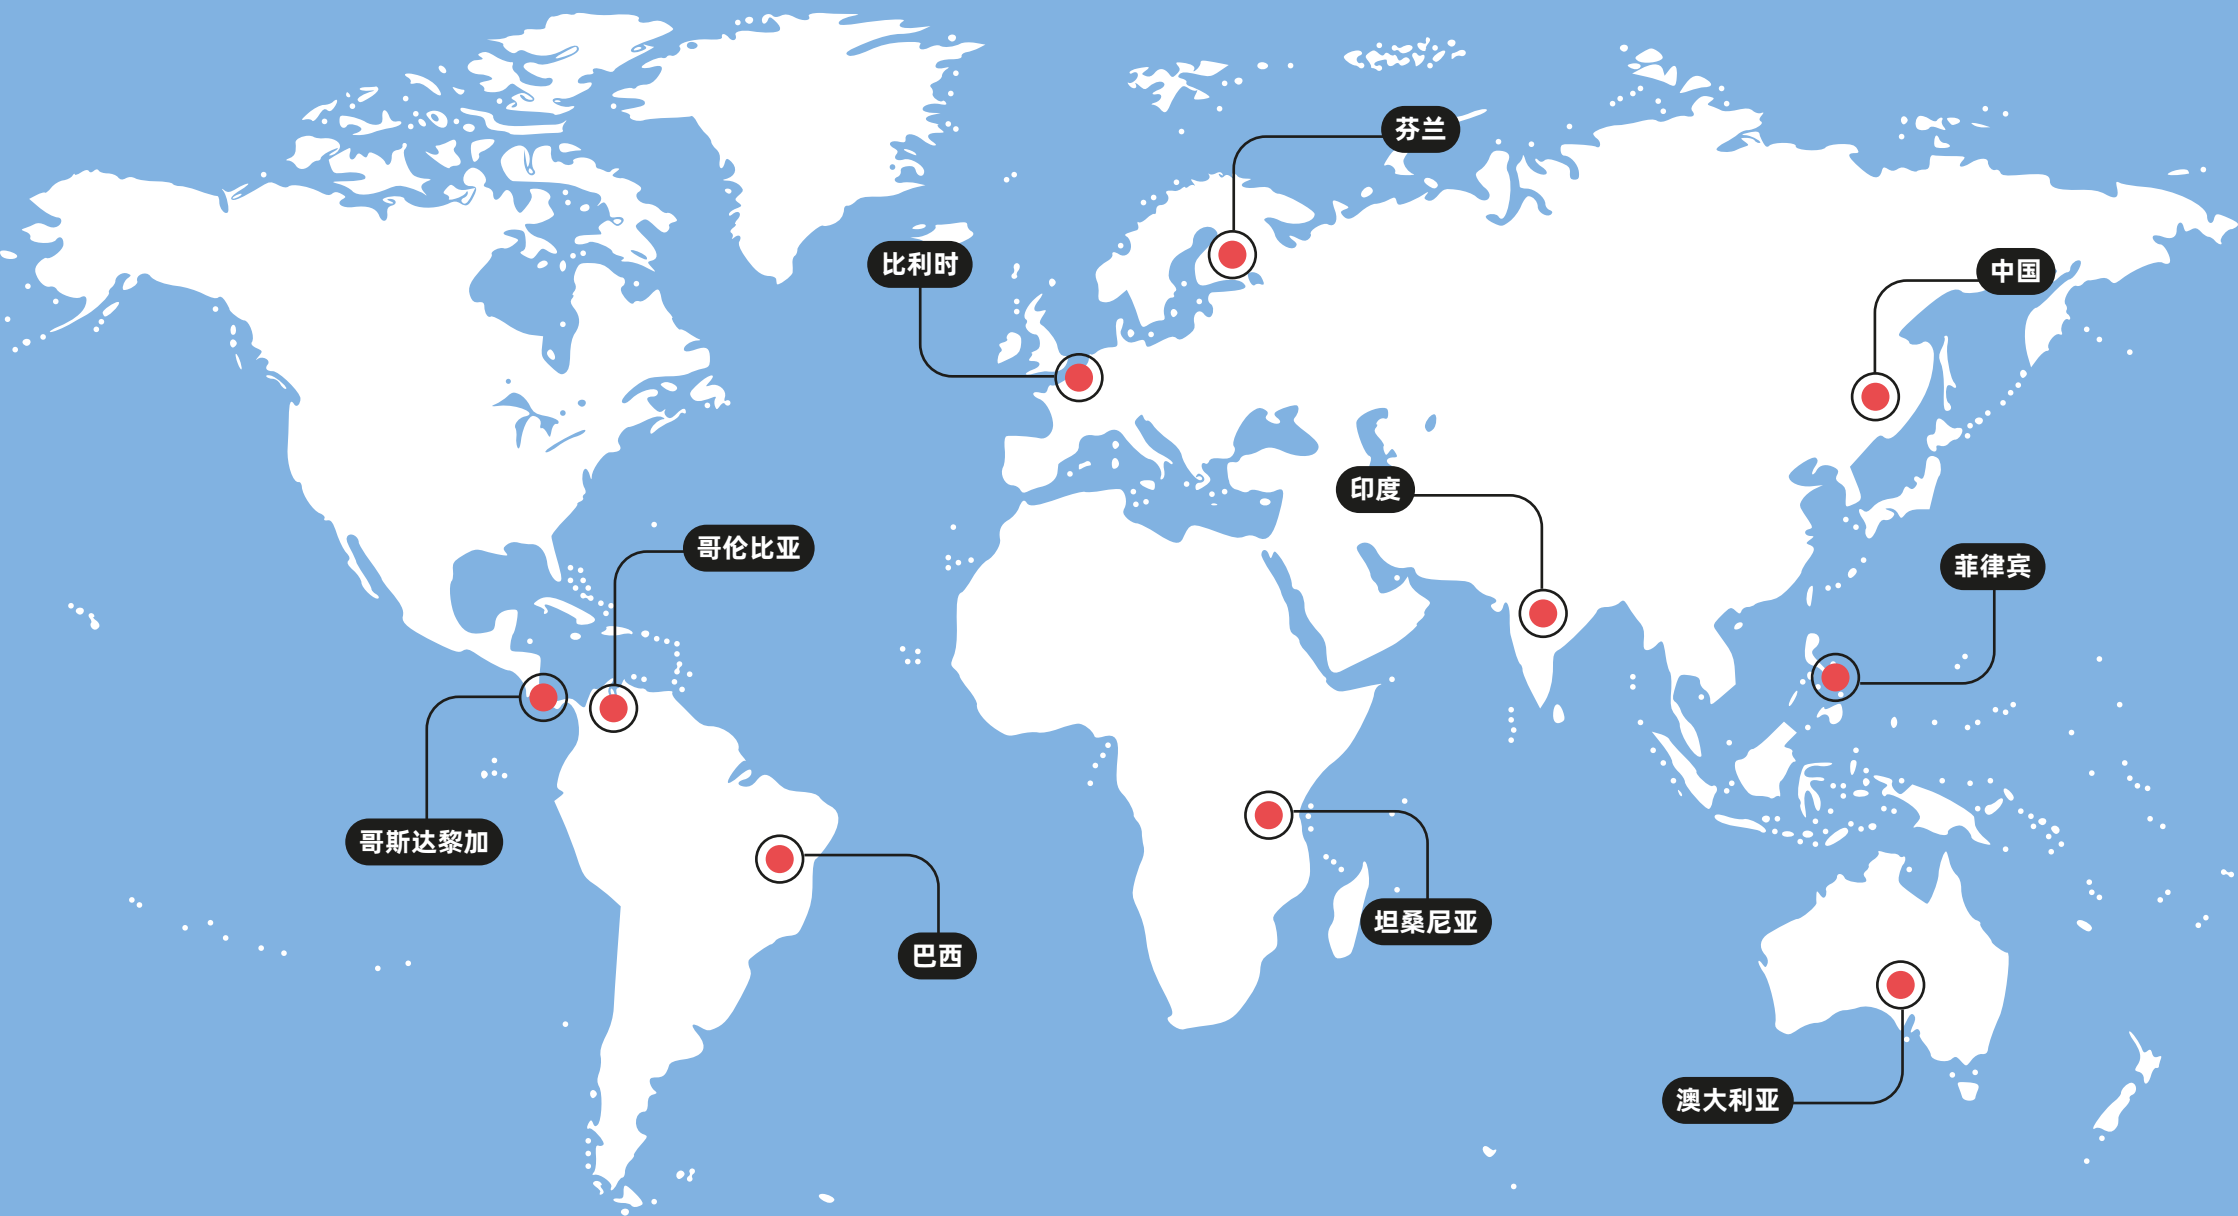 芬兰
比利时
中国
印度
哥伦比亚
菲律宾
哥斯达黎加
坦桑尼亚
巴西
澳大利亚